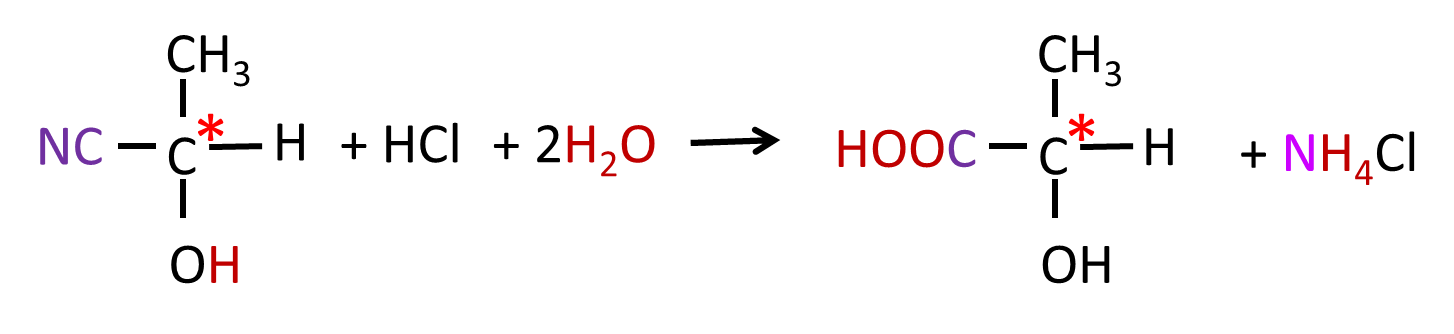 CH₃ CH₃
NC C* H + HCl + 2H₂O → HOOC C* H + NH₄Cl
OH OH